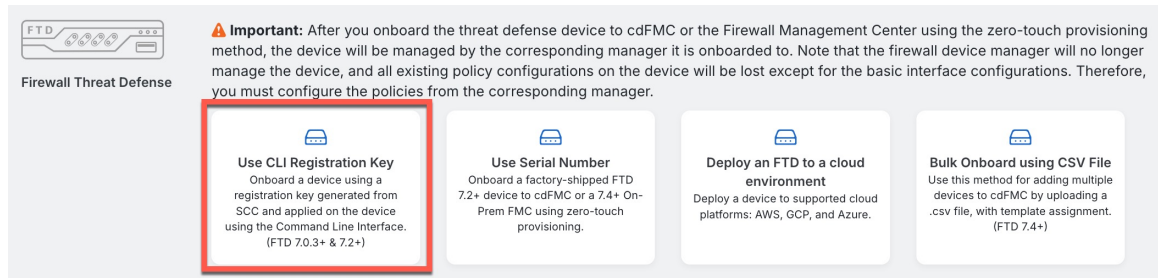 FTD
Firewall Threat Defense
Important: After you onboard the threat defense device to cdFMC or the Firewall Management Center using the zero-touch provisioning
method, the device will be managed by the corresponding manager it is onboarded to. Note that the firewall device manager will no longer
manage the device, and all existing policy configurations on the device will be lost except for the basic interface configurations. Therefore,
you must configure the policies from the corresponding manager.
Use CLI Registration Key
Onboard a device using a
registration key generated from
SCC and applied on the device
using the Command Line Interface.
(FTD 7.0.3+ & 7.2+)
Use Serial Number
Onboard a factory-shipped FTD
7.2+ device to cdFMC or a 7.4+ On-
Prem FMC using zero-touch
provisioning.
Deploy an FTD to a cloud
environment
Deploy a device to supported cloud
platforms: AWS, GCP, and Azure.
Bulk Onboard using CSV File
Use this method for adding multiple
devices to cdFMC by uploading a
.csv file, with template assignment.
(FTD 7.4+)